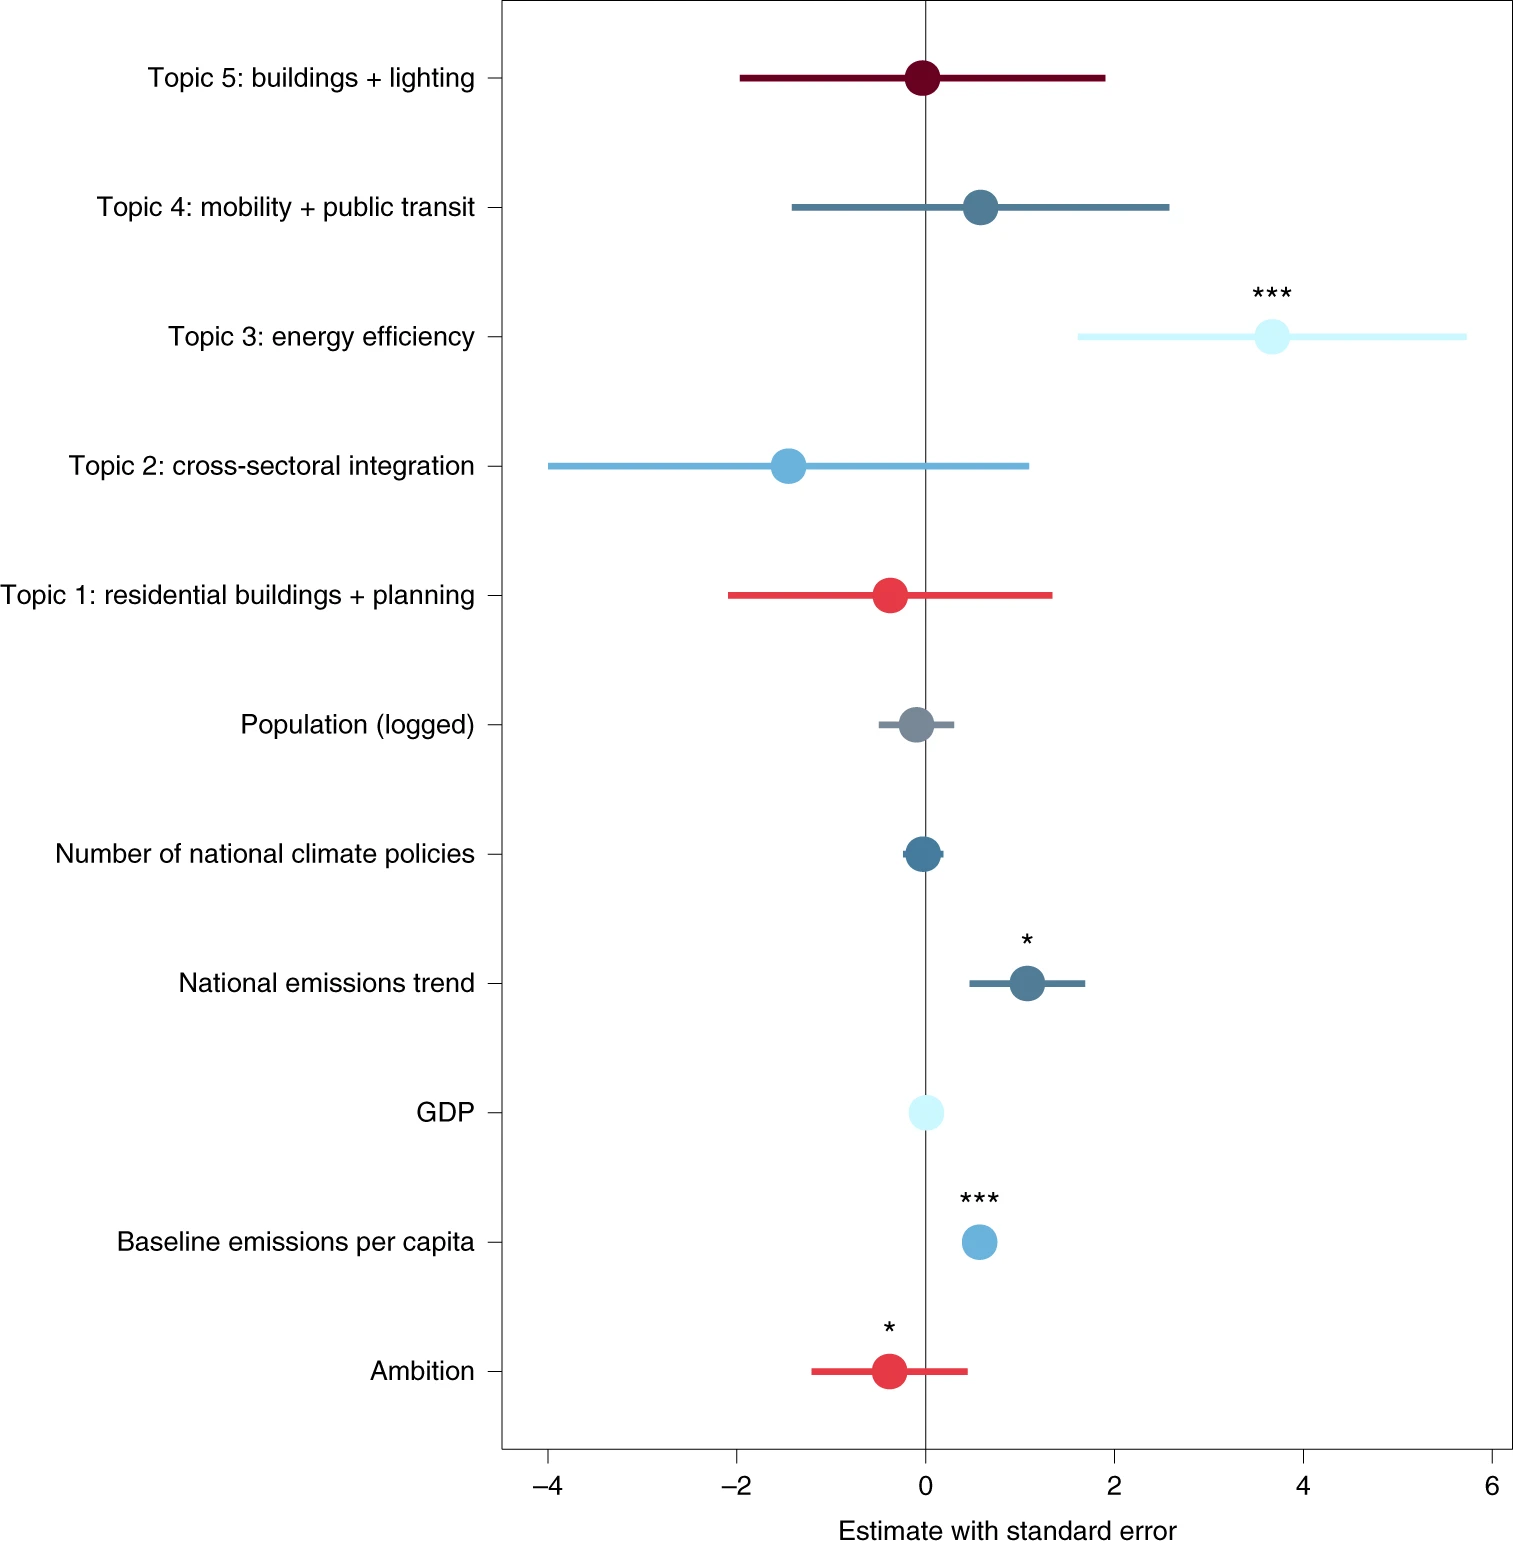 Topic 5: buildings + lighting
Topic 4: mobility + public transit
***
Topic 3: energy efficiency
Topic 2: cross-sectoral integration
Topic 1: residential buildings + planning
Population (logged)
Number of national climate policies
*
National emissions trend
GDP
***
Baseline emissions per capita
*
Ambition
–4 –2 0 2 4 6
Estimate with standard error